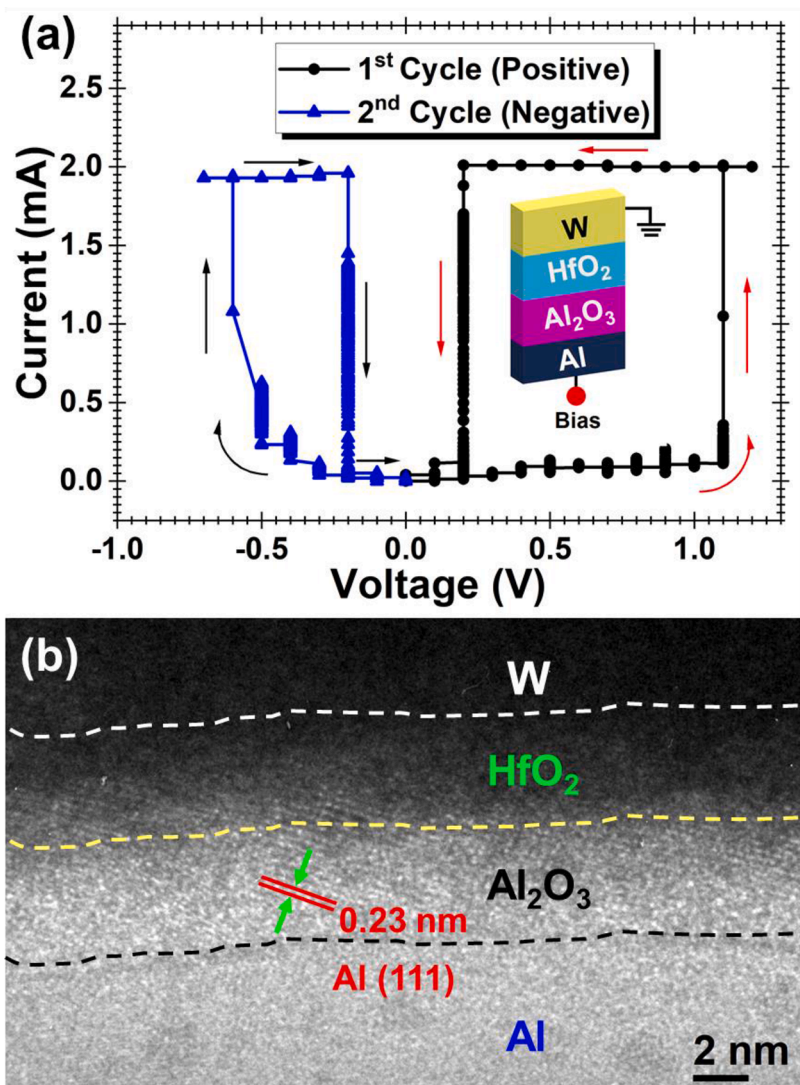 (a)
1st Cycle (Positive)
2nd Cycle (Negative)
2.5
2.0
1.5
1.0
0.5
0.0
Current (mA)
W
HfO2
Al2O3
Al
Bias
-1.0 -0.5 0.0 0.5 1.0
Voltage (V)
(b)
W
HfO2
Al2O3
0.23 nm
Al (111)
Al
2 nm